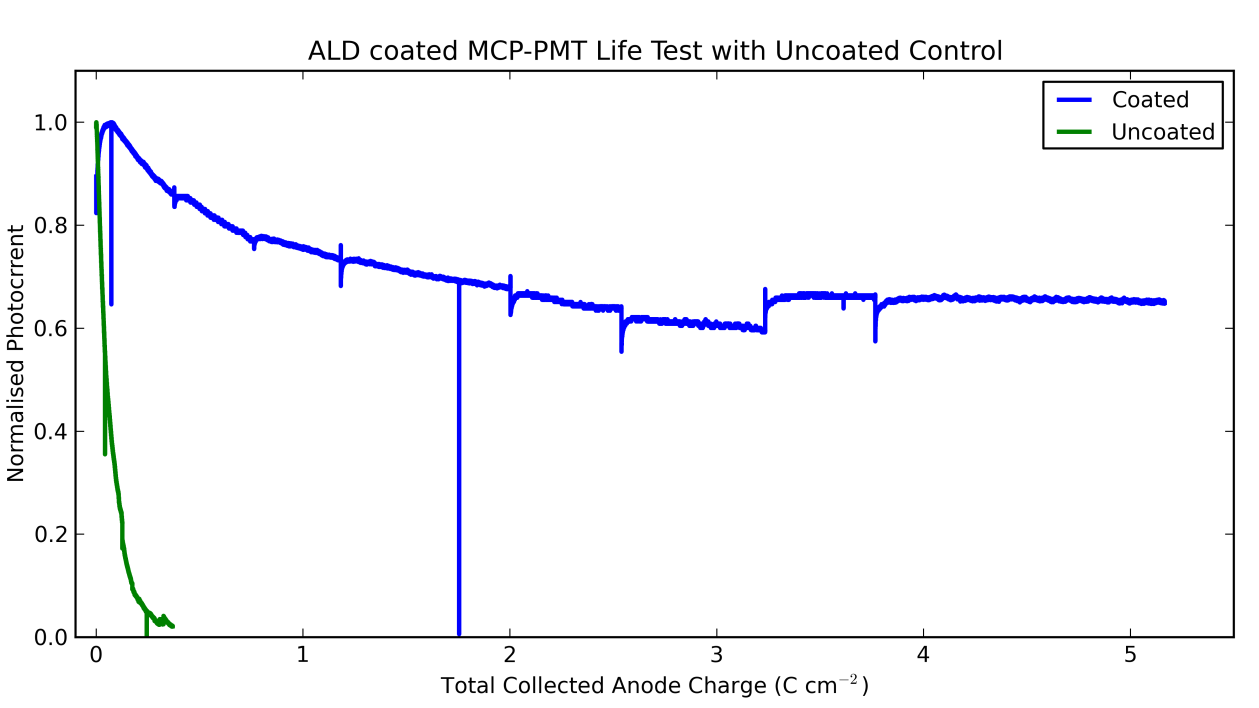 ALD coated MCP-PMT Life Test with Uncoated Control
Coated
Uncoated
Normalised Photocrrent
1.0
0.8
0.6
0.4
0.2
0.0
0 1 2 3 4 5
Total Collected Anode Charge (C cm⁻²)